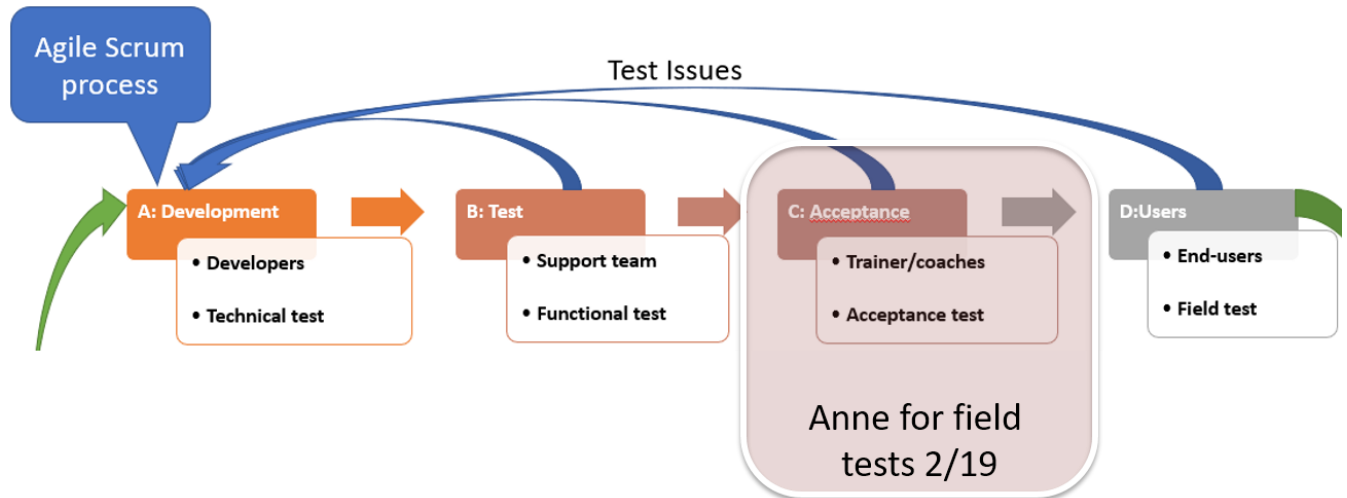 Agile Scrum
process
Test Issues
A: Development
• Developers
• Technical test
B: Test
• Support team
• Functional test
C: Acceptance
• Trainer/coaches
• Acceptance test
D:Users
• End-users
• Field test
Anne for field
tests 2/19